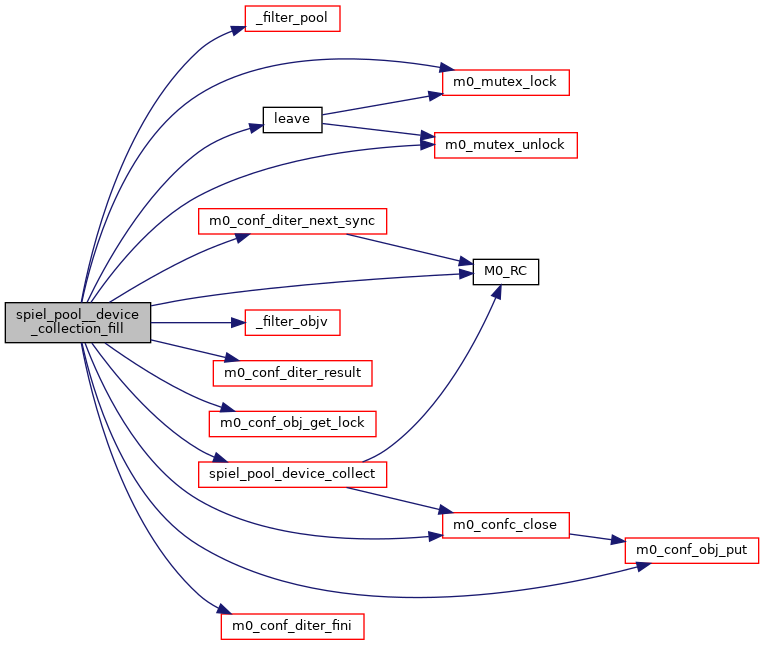 _filter_pool
m0_mutex_lock
leave
m0_mutex_unlock
m0_conf_diter_next_sync
M0_RC
spiel_pool__device
_collection_fill
_filter_objv
m0_conf_diter_result
m0_conf_obj_get_lock
spiel_pool_device_collect
m0_confc_close
m0_conf_obj_put
m0_conf_diter_fini